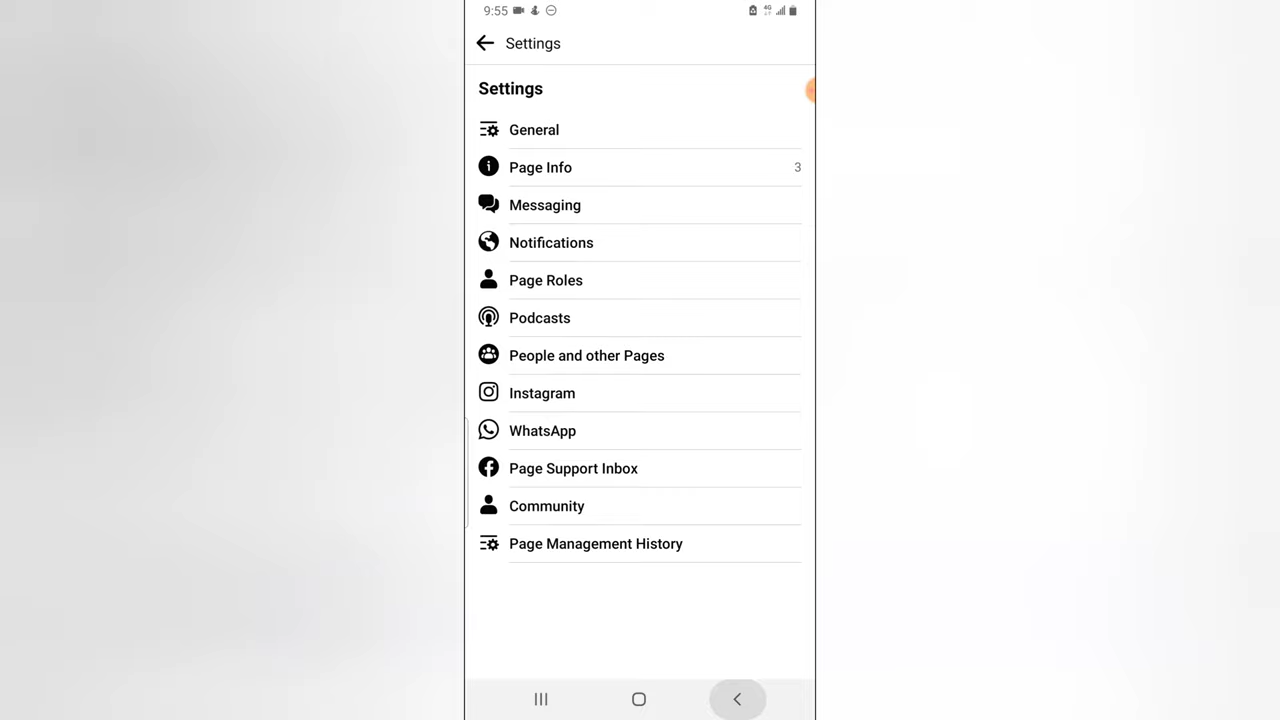 9:55
4G
Settings
Settings
General
Page Info 3
Messaging
Notifications
Page Roles
Podcasts
People and other Pages
Instagram
WhatsApp
Page Support Inbox
Community
Page Management History